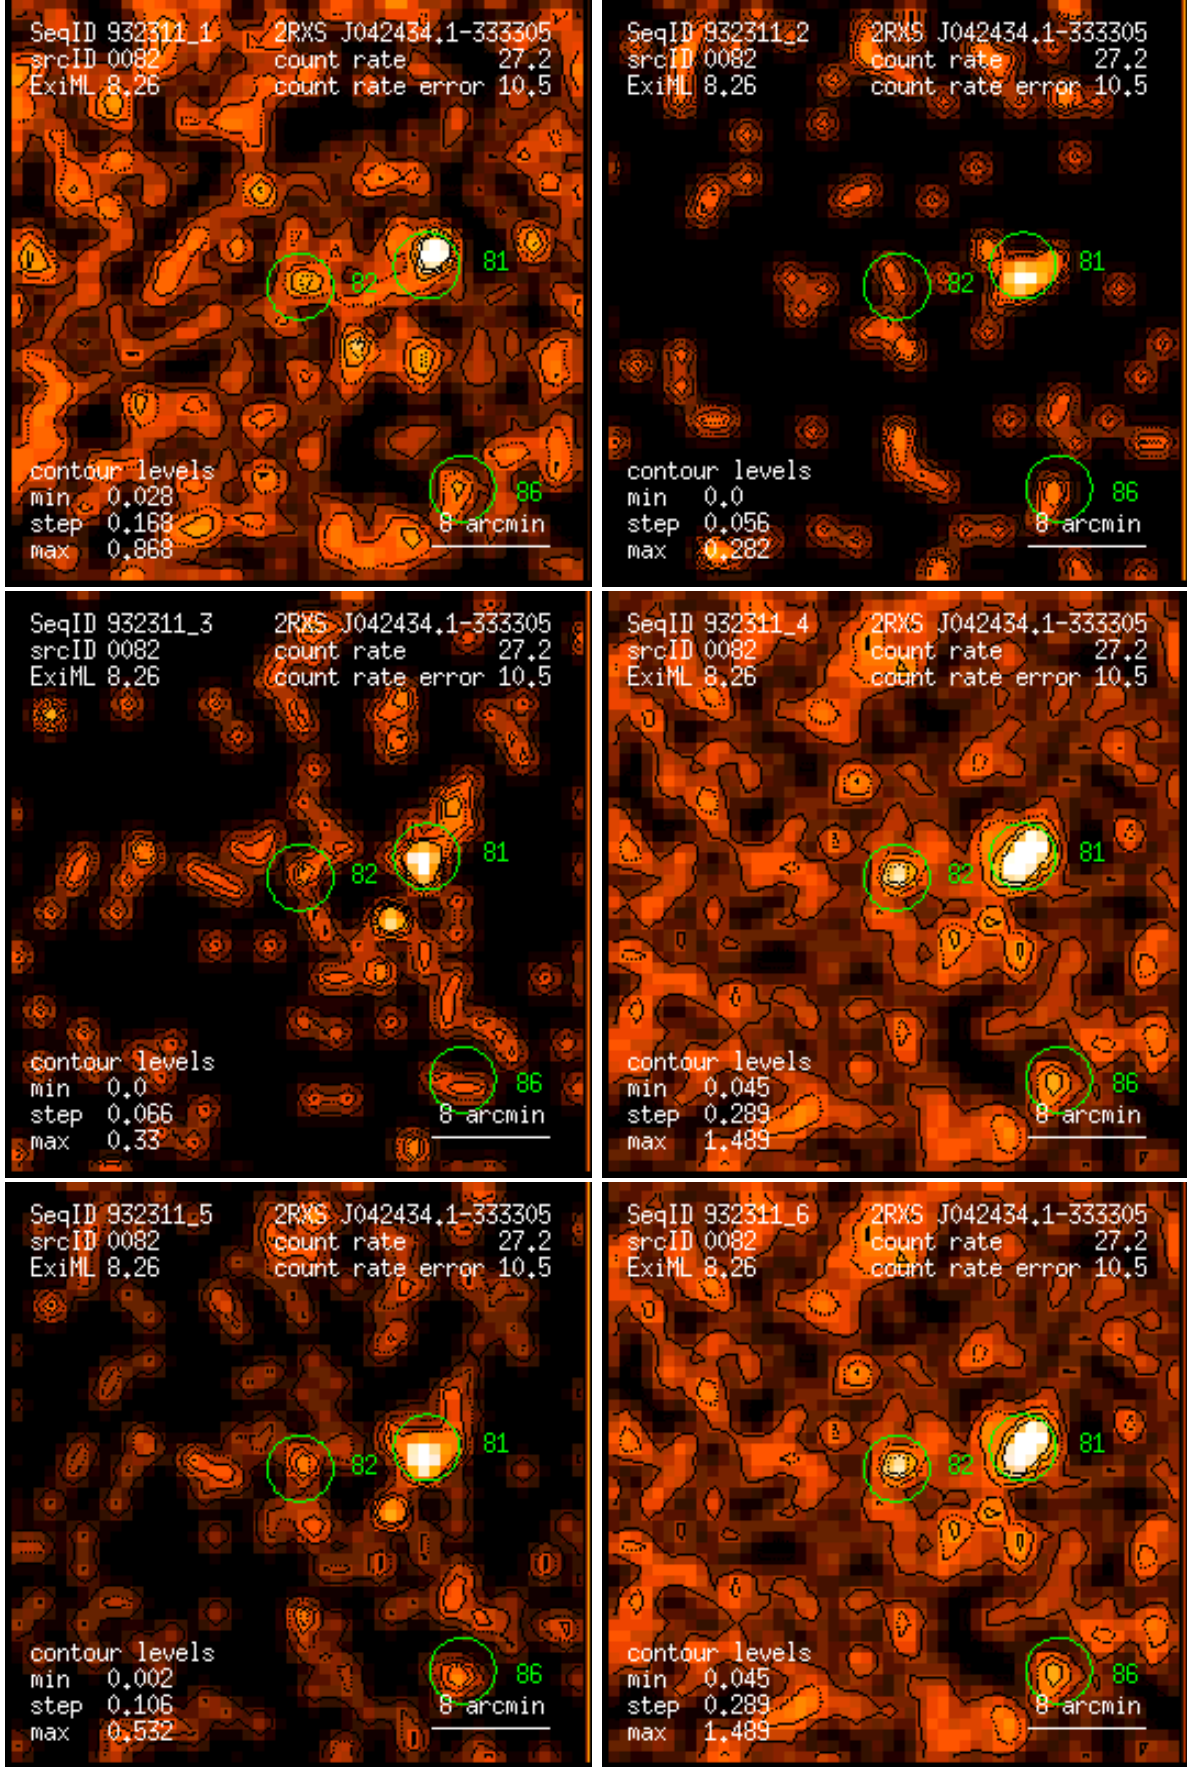 SeqID 932311_1 2RXS J042434.1-333305
srcID 0082 count rate 27.2
ExiML 8.26 count rate error 10.5
81
82
contour levels
min 0.028
86
step 0.168 8 arcmin
max 0.868
SeqID 932311_2 2RXS J042434.1-333305
srcID 0082 count rate 27.2
ExiML 8.26 count rate error 10.5
81
82
contour levels
min 0.0
86
step 0.056 8 arcmin
max 0.282
SeqID 932311_3 2RXS J042434.1-333305
srcID 0082 count rate 27.2
ExiML 8.26 count rate error 10.5
81
82
contour levels
min 0.0
86
step 0.066 8 arcmin
max 0.33
SeqID 932311_4 2RXS J042434.1-333305
srcID 0082 count rate 27.2
ExiML 8.26 count rate error 10.5
81
82
contour levels
min 0.045
86
step 0.289 8 arcmin
max 1.489
SeqID 932311_5 2RXS J042434.1-333305
srcID 0082 count rate 27.2
ExiML 8.26 count rate error 10.5
81
82
contour levels
min 0.002
86
step 0.106 8 arcmin
max 0.532
SeqID 932311_6 2RXS J042434.1-333305
srcID 0082 count rate 27.2
ExiML 8.26 count rate error 10.5
81
82
contour levels
min 0.045
86
step 0.289 8 arcmin
max 1.489